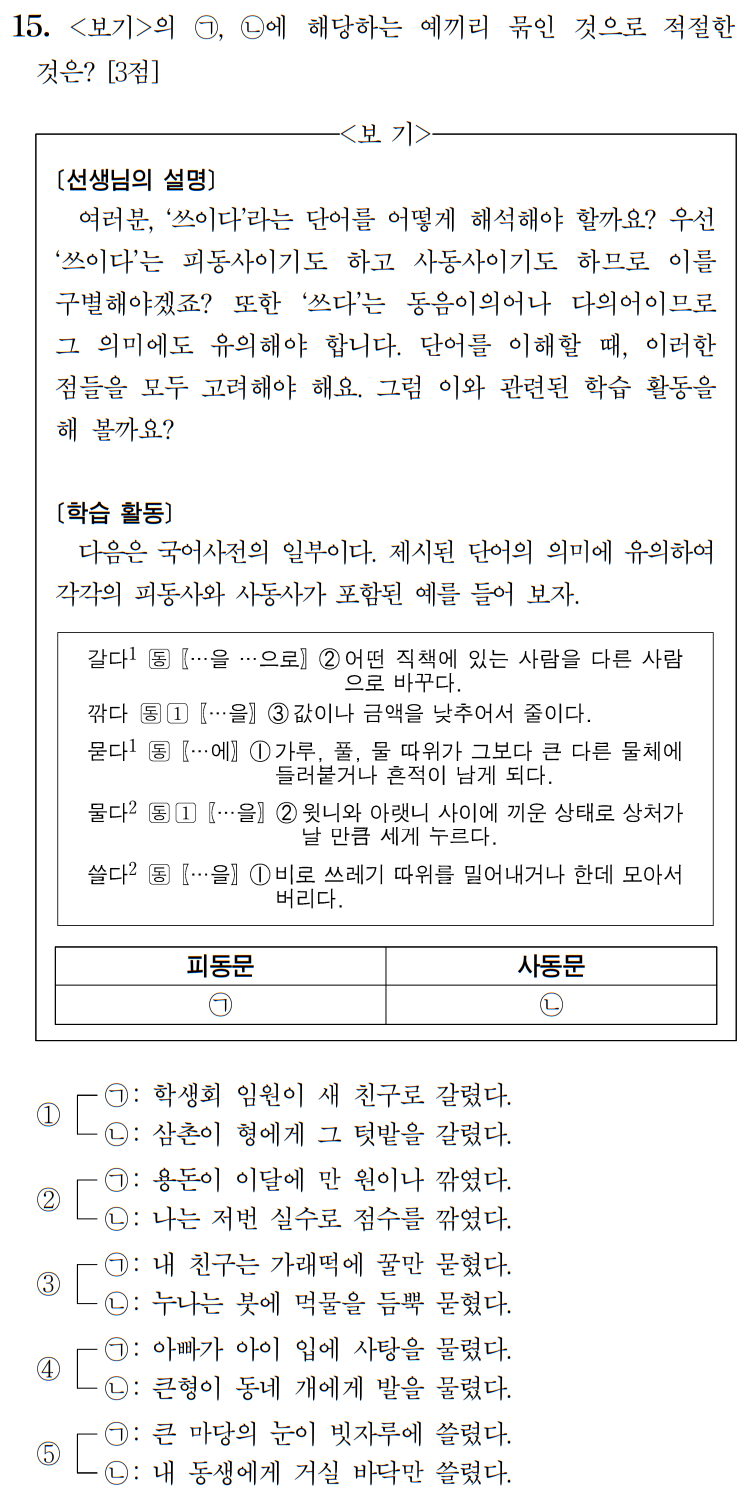 15. <보기>의 ㉠, ㉡에 해당하는 예끼리 묶인 것으로 적절한
것은? [3점]
<보 기>
〔선생님의 설명〕
여러분, ‘쓰이다’라는 단어를 어떻게 해석해야 할까요? 우선
‘쓰이다’는 피동사이기도 하고 사동사이기도 하므로 이를
구별해야겠죠? 또한 ‘쓰다’는 동음이의어나 다의어이므로
그 의미에도 유의해야 합니다. 단어를 이해할 때, 이러한
점들을 모두 고려해야 해요. 그럼 이와 관련된 학습 활동을
해 볼까요?
〔학습 활동〕
다음은 국어사전의 일부이다. 제시된 단어의 의미에 유의하여
각각의 피동사와 사동사가 포함된 예를 들어 보자.
갈다¹ 동 〖…을 …으로〗 ② 어떤 직책에 있는 사람을 다른 사람
으로 바꾸다.
깎다 동 1 〖…을〗 ③ 값이나 금액을 낮추어서 줄이다.
묻다¹ 동 〖…에〗 ① 가루, 풀, 물 따위가 그보다 큰 다른 물체에
들러붙거나 흔적이 남게 되다.
물다² 동 1 〖…을〗 ② 윗니와 아랫니 사이에 끼운 상태로 상처가
날 만큼 세게 누르다.
쓸다² 동 〖…을〗 ① 비로 쓰레기 따위를 밀어내거나 한데 모아서
버리다.
피동문 사동문
㉠ ㉡
① ㉠: 학생회 임원이 새 친구로 갈렸다.
㉡: 삼촌이 형에게 그 텃밭을 갈렸다.
② ㉠: 용돈이 이달에 만 원이나 깎였다.
㉡: 나는 저번 실수로 점수를 깎였다.
③ ㉠: 내 친구는 가래떡에 꿀만 묻혔다.
㉡: 누나는 붓에 먹물을 듬뿍 묻혔다.
④ ㉠: 아빠가 아이 입에 사탕을 물렸다.
㉡: 큰형이 동네 개에게 발을 물렸다.
⑤ ㉠: 큰 마당의 눈이 빗자루에 쓸렸다.
㉡: 내 동생에게 거실 바닥만 쓸렸다.